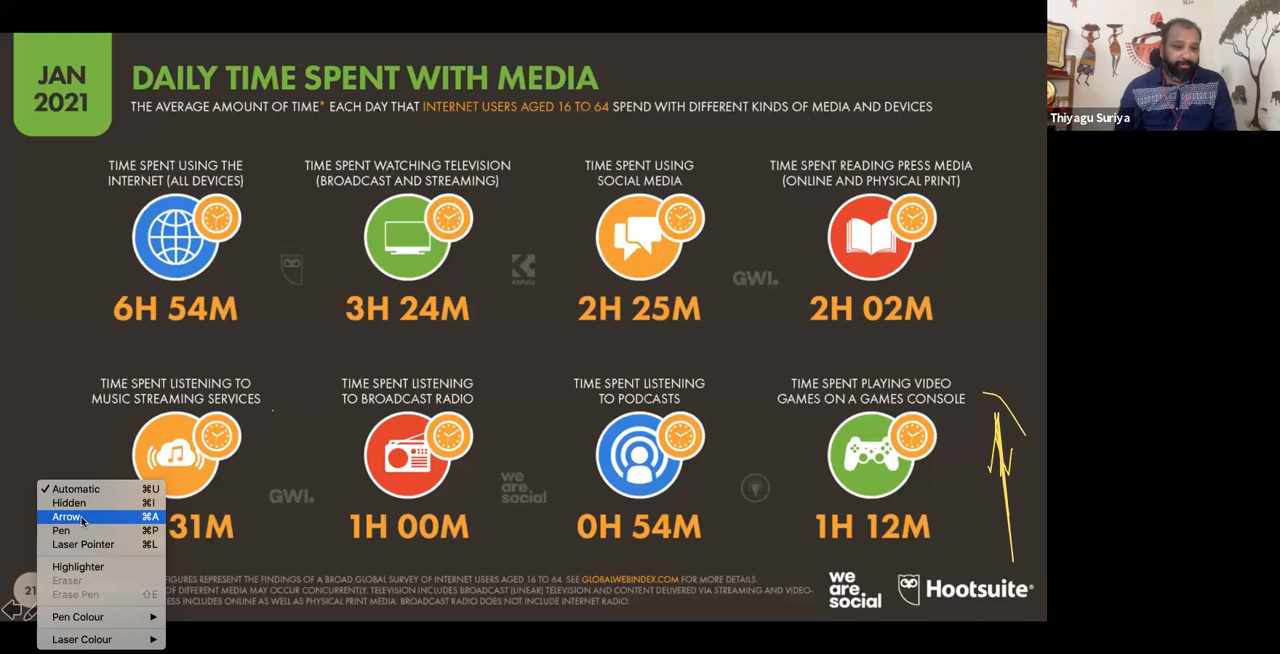 JAN
2021
DAILY TIME SPENT WITH MEDIA
THE AVERAGE AMOUNT OF TIME* EACH DAY THAT INTERNET USERS AGED 16 TO 64 SPEND WITH DIFFERENT KINDS OF MEDIA AND DEVICES
Thiyagu Suriya
TIME SPENT USING THE
INTERNET (ALL DEVICES)
6H 54M
TIME SPENT WATCHING TELEVISION
(BROADCAST AND STREAMING)
3H 24M
TIME SPENT USING
SOCIAL MEDIA
2H 25M
TIME SPENT READING PRESS MEDIA
(ONLINE AND PHYSICAL PRINT)
2H 02M
KEPIOS
GWI.
TIME SPENT LISTENING TO
MUSIC STREAMING SERVICES
31M
TIME SPENT LISTENING
TO BROADCAST RADIO
1H 00M
TIME SPENT LISTENING
TO PODCASTS
0H 54M
TIME SPENT PLAYING VIDEO
GAMES ON A GAMES CONSOLE
1H 12M
GWI.
we
are.
social
Automatic ⌘U
Hidden ⌘I
Arrow ⌘A
Pen ⌘P
Laser Pointer ⌘L
Highlighter
Eraser
Erase Pen ⇧E
Pen Colour
Laser Colour
21
FIGURES REPRESENT THE FINDINGS OF A BROAD GLOBAL SURVEY OF INTERNET USERS AGED 16 TO 64. SEE GLOBALWEBINDEX.COM FOR MORE DETAILS.
OF DIFFERENT MEDIA MAY OCCUR CONCURRENTLY. TELEVISION INCLUDES BROADCAST (LINEAR) TELEVISION AND CONTENT DELIVERED VIA STREAMING AND VIDEO-
ESS INCLUDES ONLINE AS WELL AS PHYSICAL PRINT MEDIA. BROADCAST RADIO DOES NOT INCLUDE INTERNET RADIO.
we
are.
social
Hootsuite®